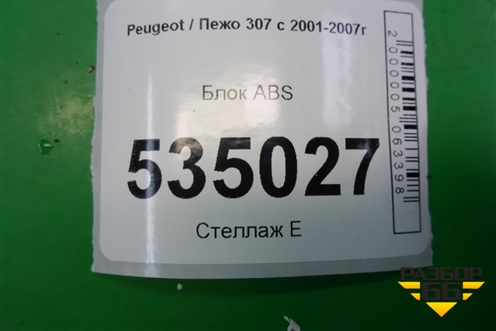 Peugeot / Пежо 307 с 2001-2007г
Блок ABS
535027
Стеллаж Е
2000005063398
РАЗБОР
66